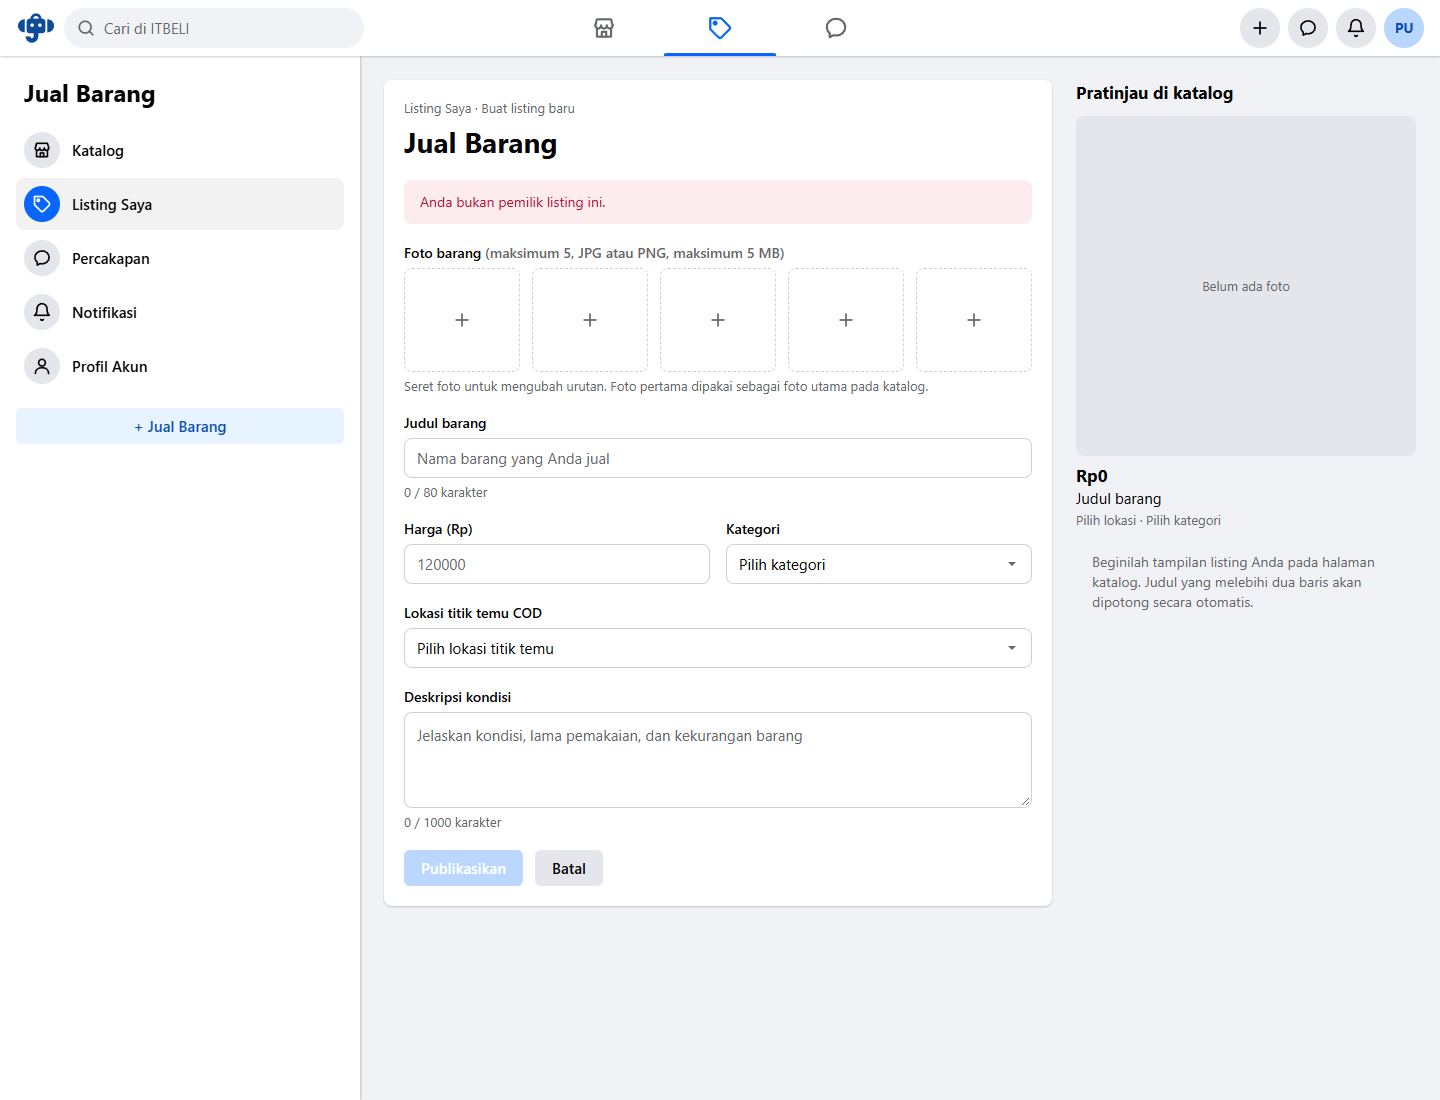 Cari di ITBELI
PU
Jual Barang
Katalog
Listing Saya
Percakapan
Notifikasi
Profil Akun
+ Jual Barang
Listing Saya · Buat listing baru
Jual Barang
Anda bukan pemilik listing ini.
Foto barang (maksimum 5, JPG atau PNG, maksimum 5 MB)
Seret foto untuk mengubah urutan. Foto pertama dipakai sebagai foto utama pada katalog.
Judul barang
Nama barang yang Anda jual
0 / 80 karakter
Harga (Rp)
120000
Kategori
Pilih kategori
Lokasi titik temu COD
Pilih lokasi titik temu
Deskripsi kondisi
Jelaskan kondisi, lama pemakaian, dan kekurangan barang
0 / 1000 karakter
Publikasikan
Batal
Pratinjau di katalog
Belum ada foto
Rp0
Judul barang
Pilih lokasi · Pilih kategori
Beginilah tampilan listing Anda pada halaman
katalog. Judul yang melebihi dua baris akan
dipotong secara otomatis.